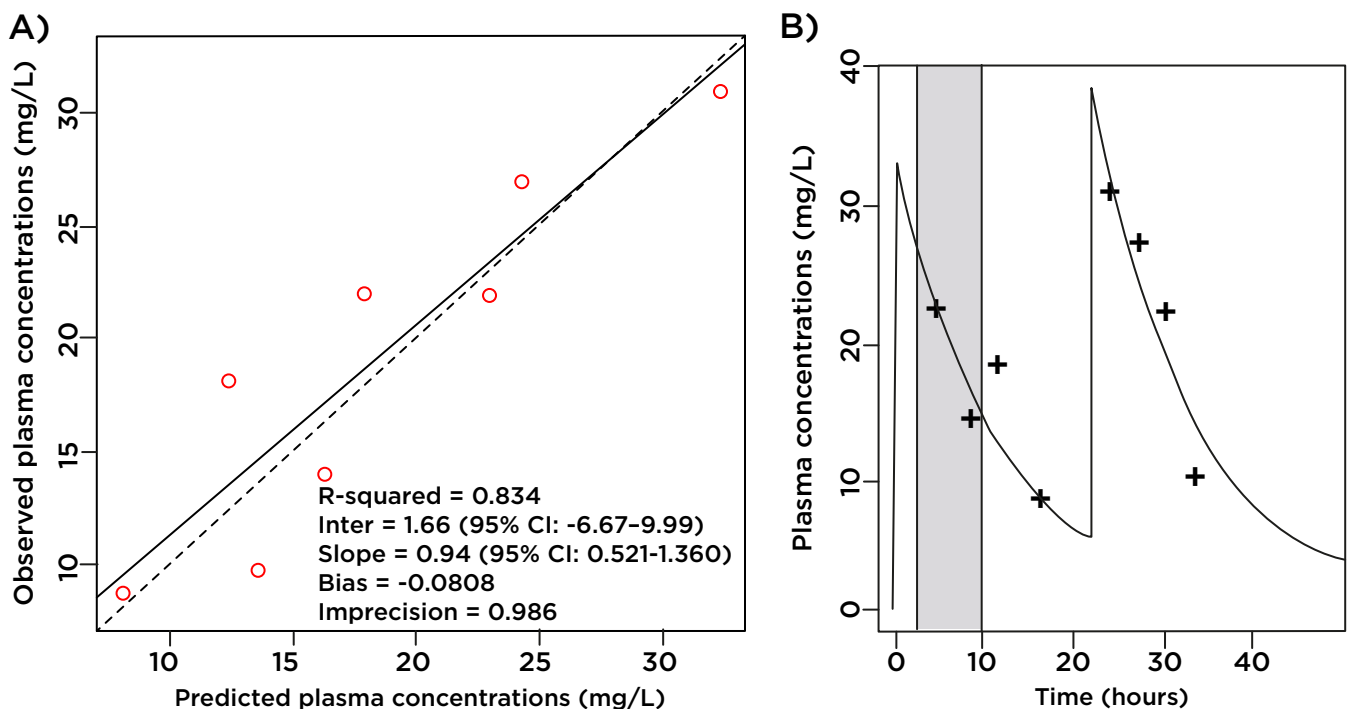 A)
Observed plasma concentrations (mg/L)
30
25
20
15
10
R-squared = 0.834
Inter = 1.66 (95% CI: -6.67–9.99)
Slope = 0.94 (95% CI: 0.521-1.360)
Bias = -0.0808
Imprecision = 0.986
10 15 20 25 30
Predicted plasma concentrations (mg/L)
B)
Plasma concentrations (mg/L)
40
30
20
10
0
0 10 20 30 40
Time (hours)